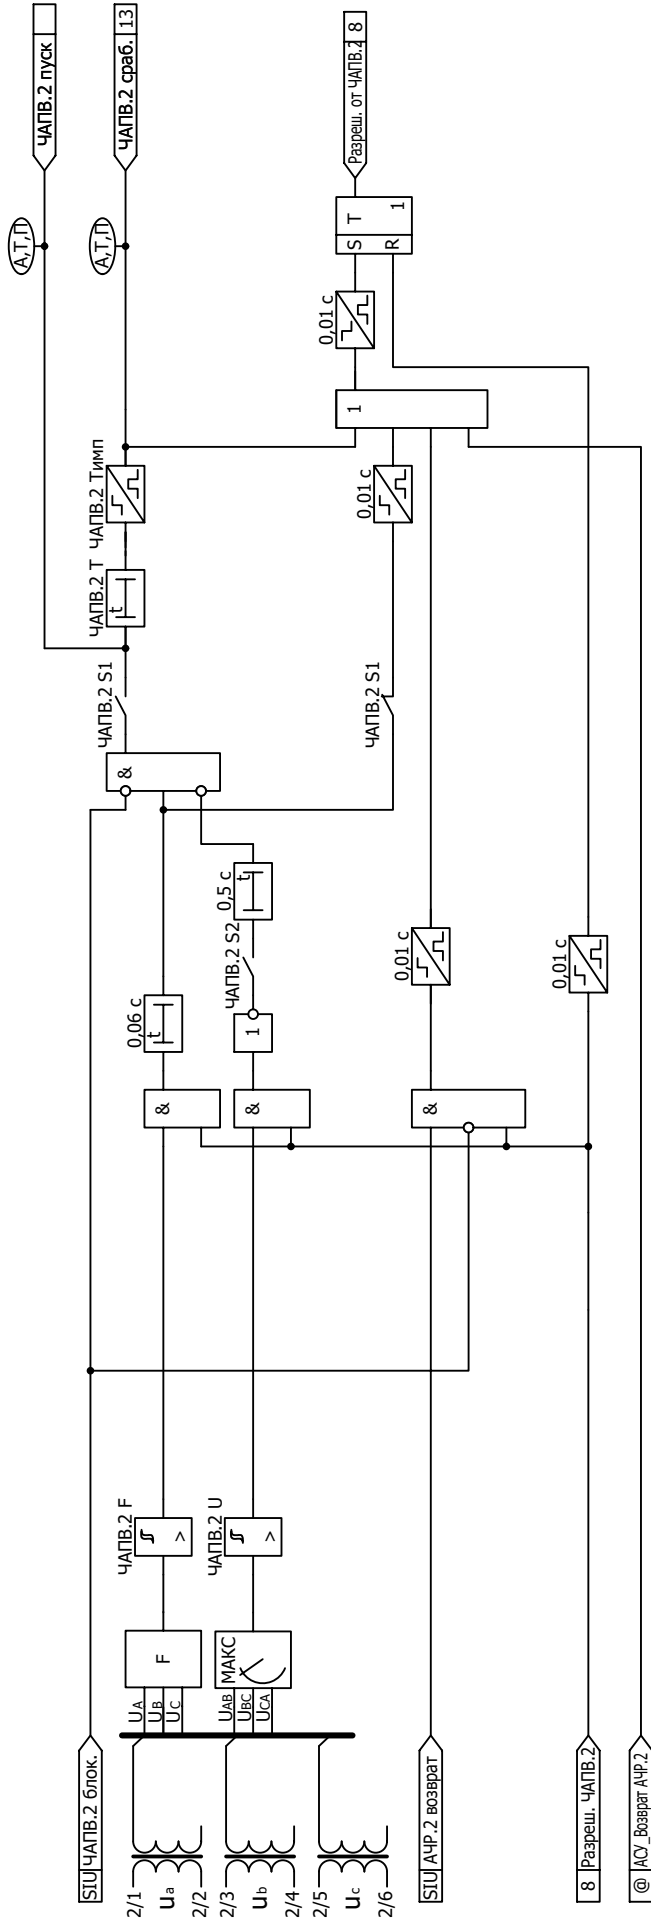 SIU ЧАПВ.2 блок.
2/1
ua
2/2
2/3
ub
2/4
2/5
uc
2/6
SIU АЧР.2 возврат
8 Разреш. ЧАПВ.2
@ АСУ_Возврат АЧР.2
UA
UB
UC
F
UAB
UBC
UCA
МАКС
ЧАПВ.2 F
>
ЧАПВ.2 U
>
&
&
&
0,06 с
t
1
ЧАПВ.2 S2
0,5 с
t
0,01 с
0,01 с
&
ЧАПВ.2 S1
ЧАПВ.2 S1
ЧАПВ.2 T
t
ЧАПВ.2 Тимп
0,01 с
1
0,01 с
S T
R 1
А,Т,П
А,Т,П
ЧАПВ.2 пуск
ЧАПВ.2 сраб. 13
Разреш. от ЧАПВ.2 8